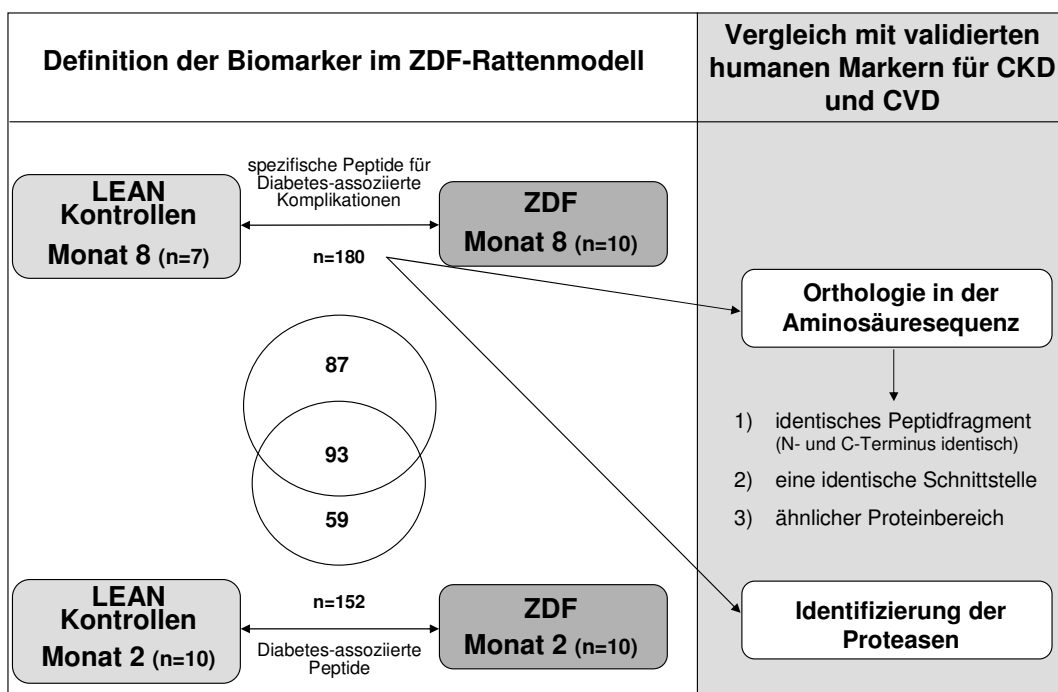 Definition der Biomarker im ZDF-Rattenmodell
Vergleich mit validierten
humanen Markern für CKD
und CVD
LEAN
Kontrollen
Monat 8 (n=7)
spezifische Peptide für
Diabetes-assoziierte
Komplikationen
n=180
ZDF
Monat 8 (n=10)
87
93
59
LEAN
Kontrollen
Monat 2 (n=10)
n=152
Diabetes-assoziierte
Peptide
ZDF
Monat 2 (n=10)
Orthologie in der
Aminosäuresequenz
1) identisches Peptidfragment
(N- und C-Terminus identisch)
2) eine identische Schnittstelle
3) ähnlicher Proteinbereich
Identifizierung der
Proteasen